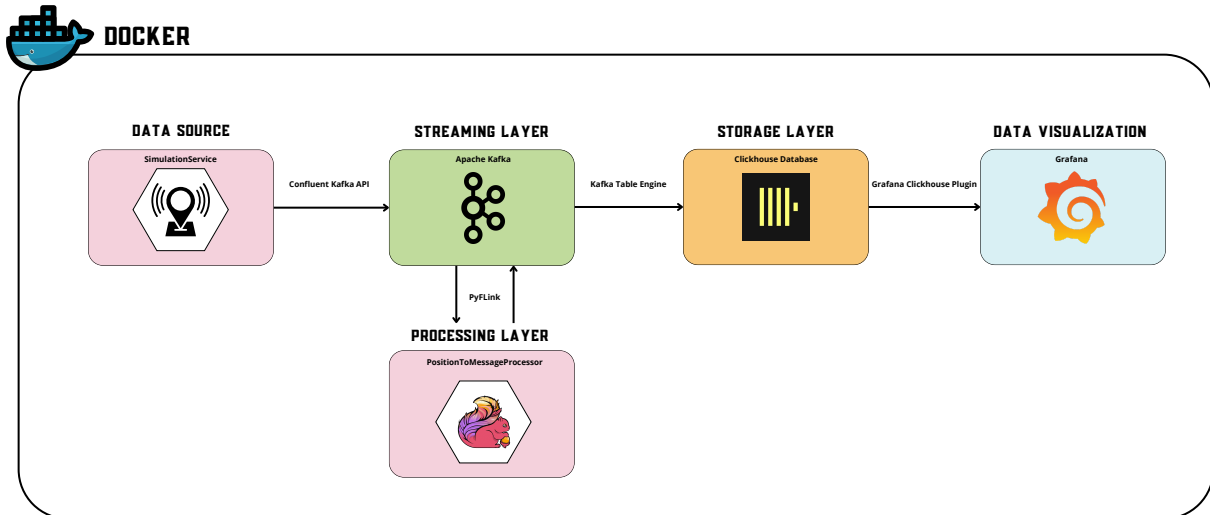 DOCKER
DATA SOURCE
STREAMING LAYER
STORAGE LAYER
DATA VISUALIZATION
SimulationService
Apache Kafka
Clickhouse Database
Grafana
Confluent Kafka API
Kafka Table Engine
Grafana Clickhouse Plugin
PyFLink
PROCESSING LAYER
PositionToMessageProcessor